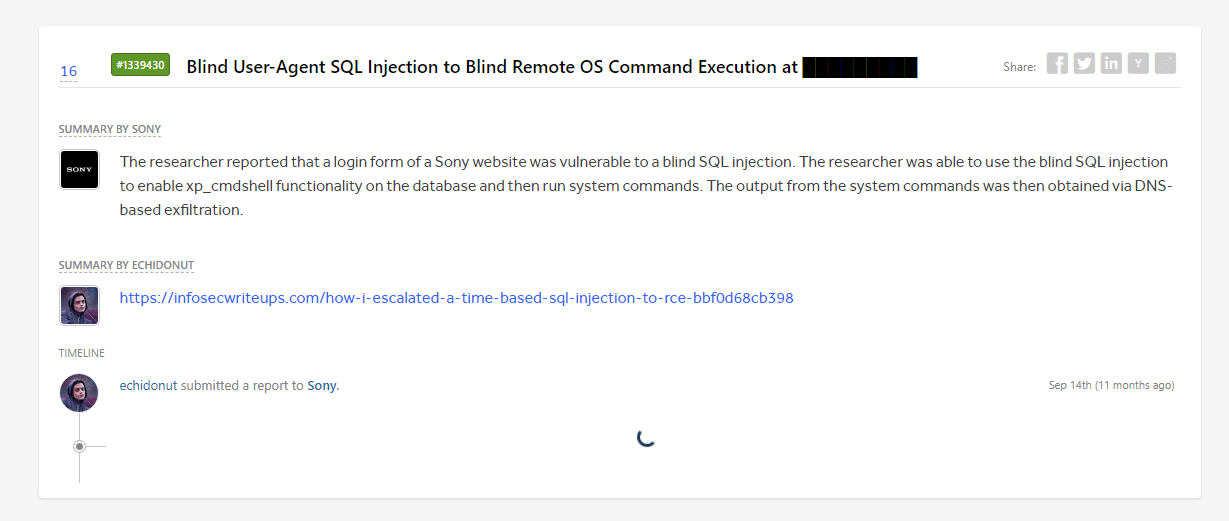 16 #1339430 Blind User-Agent SQL Injection to Blind Remote OS Command Execution at
Share:
SUMMARY BY SONY
SONY
The researcher reported that a login form of a Sony website was vulnerable to a blind SQL injection. The researcher was able to use the blind SQL injection
to enable xp_cmdshell functionality on the database and then run system commands. The output from the system commands was then obtained via DNS-
based exfiltration.
SUMMARY BY ECHIDONUT
https://infosecwriteups.com/how-i-escalated-a-time-based-sql-injection-to-rce-bbf0d68cb398
TIMELINE
echidonut submitted a report to Sony.
Sep 14th (11 months ago)